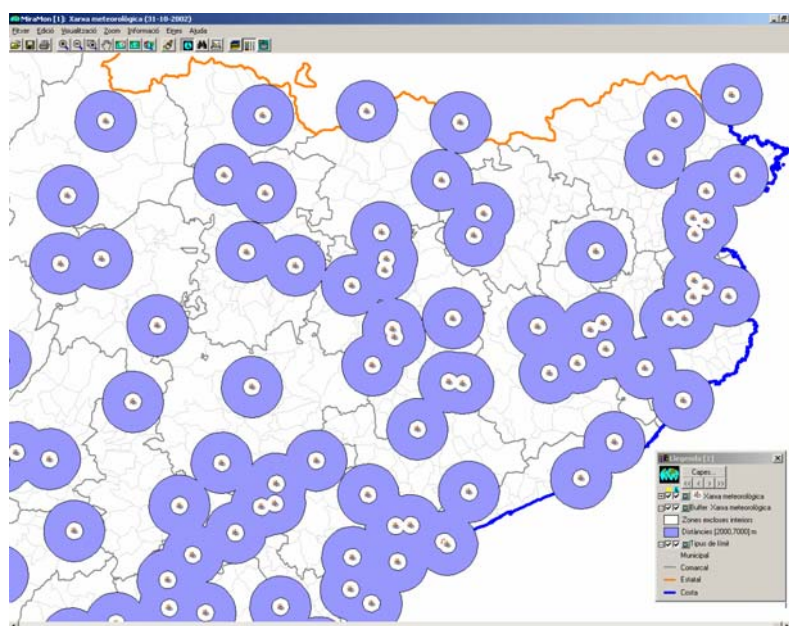 MiraMon [1]: Xarxa meteorològica (31-10-2002)
Fitxer Edició Visualització Zoom Informació Eines Ajuda
Llegenda [1]
Capes...
<< < > >>
Xarxa meteorològica
Buffer Xarxa meteorològica
Zones excloses interiors
Distàncies [2000,7000] m
Tipus de límit
Municipal
Comarcal
Estatal
Costa